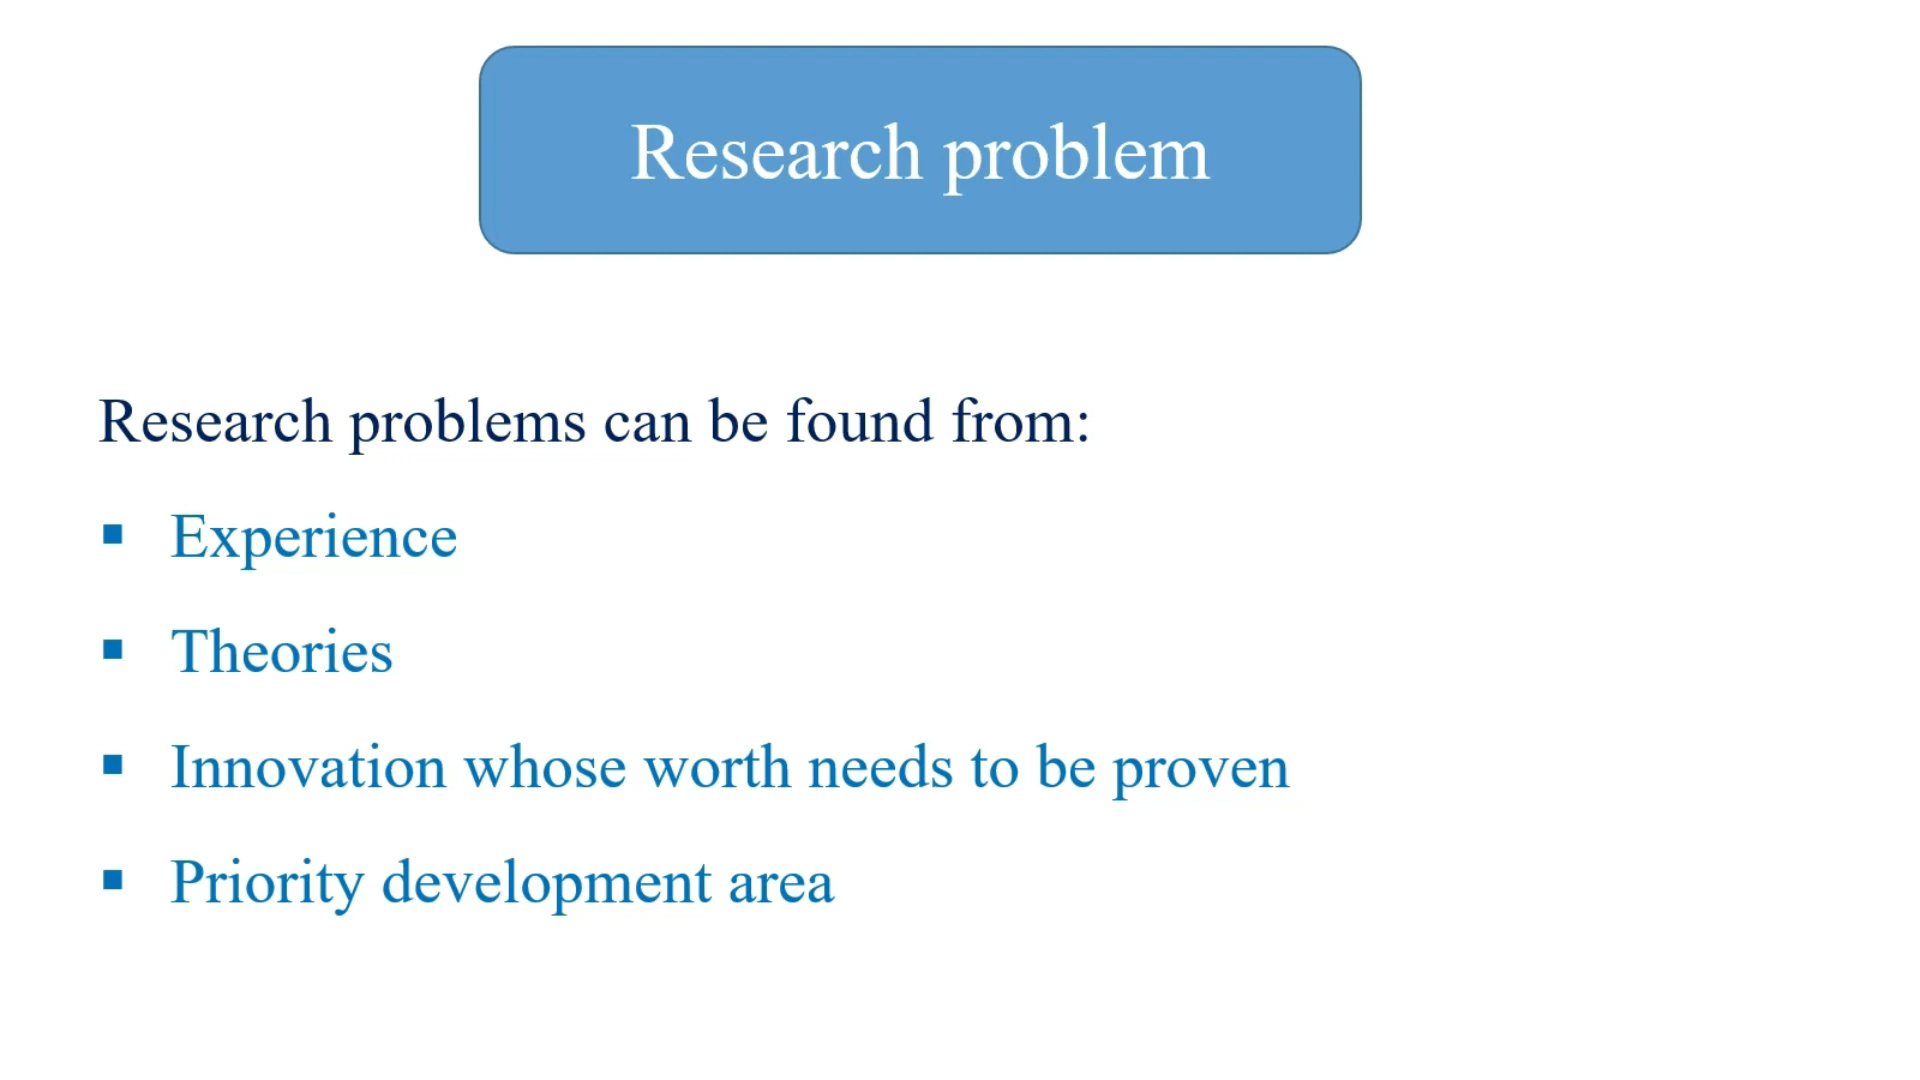 Research problem
Research problems can be found from:
▪ Experience
▪ Theories
▪ Innovation whose worth needs to be proven
▪ Priority development area